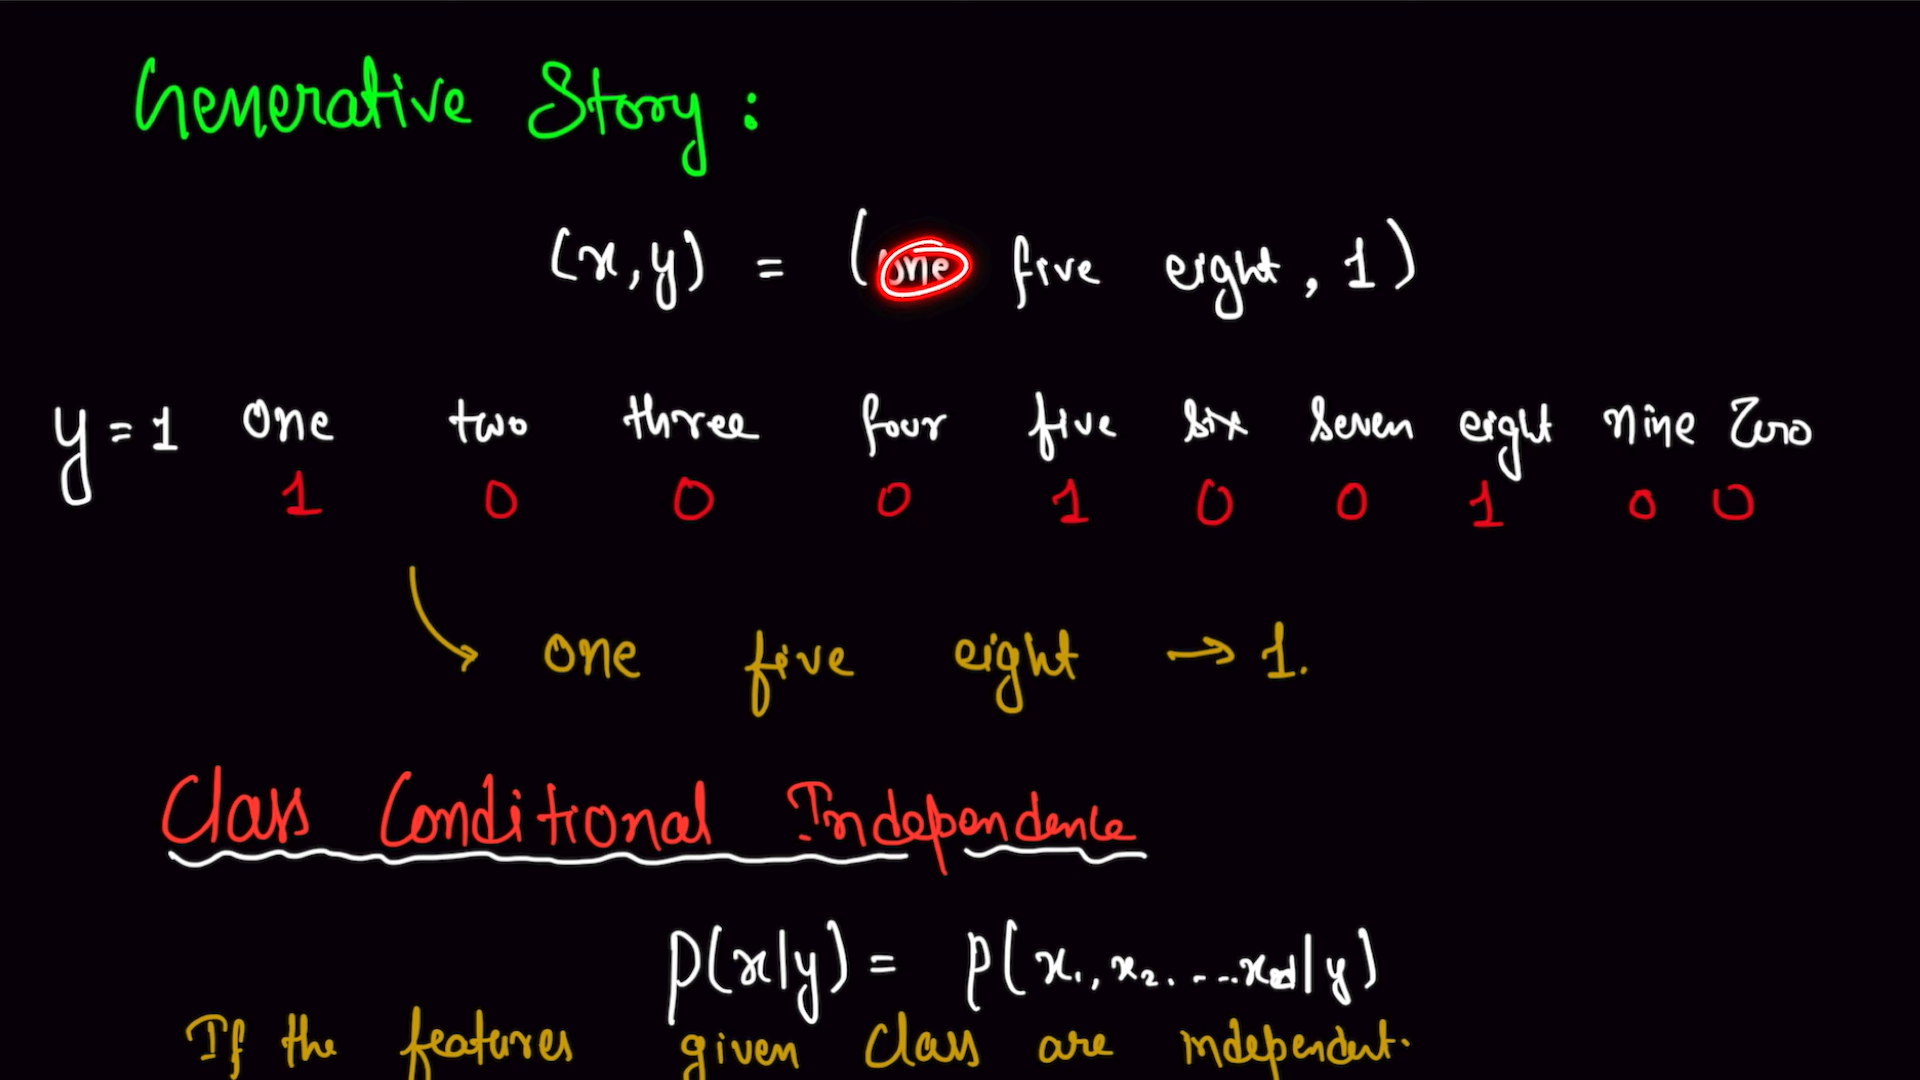 Generative Story :
(x, y) = (one five eight, 1)
y = 1 one two three four five six seven eight nine zero
1 0 0 0 1 0 0 1 0 0
one five eight → 1.
Class Conditional Independence
P(x|y) = P(x1, x2, ...xd|y)
If the features given class are independent.